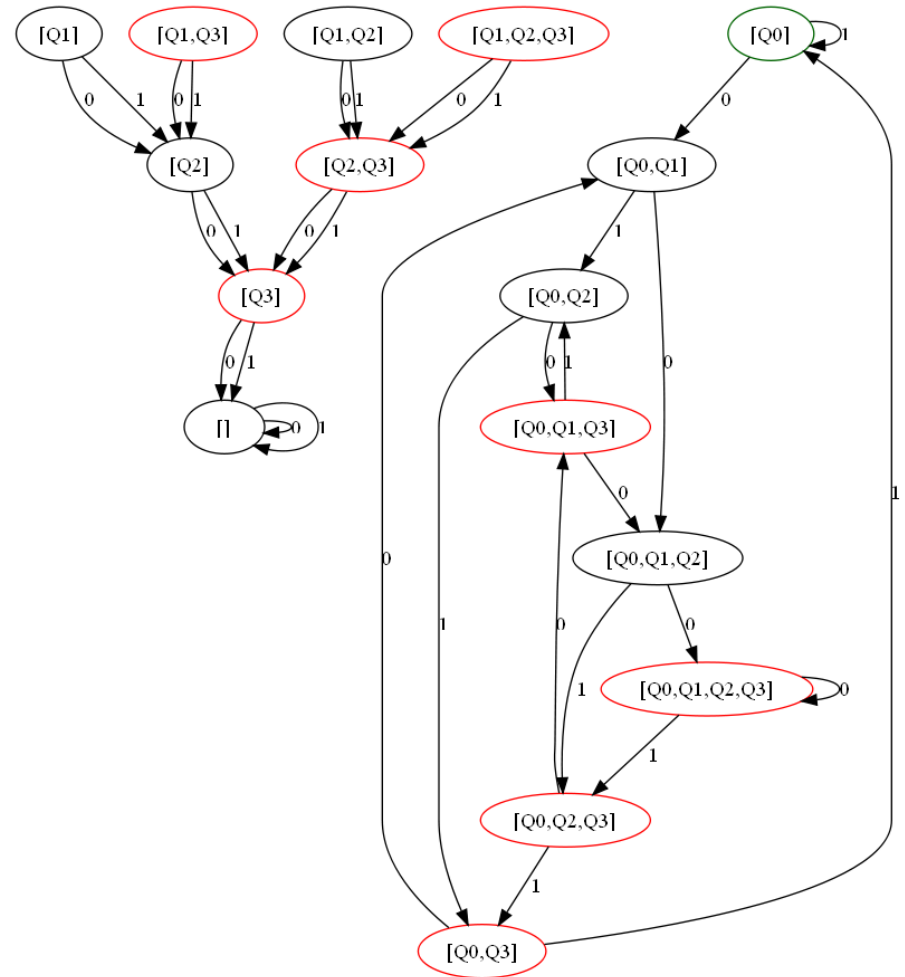 [Q1] [Q1,Q3] [Q1,Q2] [Q1,Q2,Q3] [Q0] 1
0 1 0 1 0 1 0 1 0
[Q2] [Q2,Q3] [Q0,Q1]
0 1 0 1 1
[Q3] [Q0,Q2]
0 1 0 1 0
[] 0 1 [Q0,Q1,Q3]
0 1
0 [Q0,Q1,Q2]
1 0 0
1 [Q0,Q1,Q2,Q3] 0
1
[Q0,Q2,Q3]
1
[Q0,Q3]